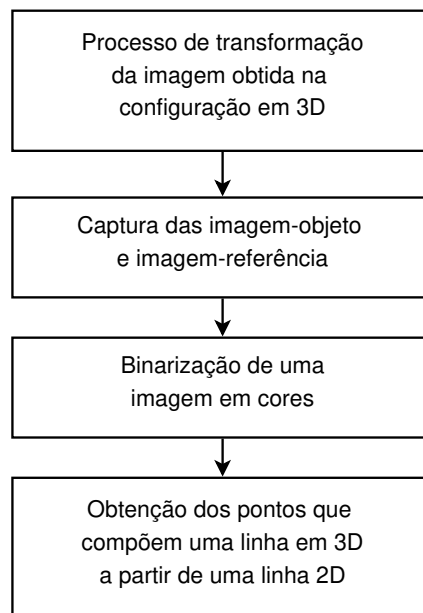 Processo de transformação
da imagem obtida na
configuração em 3D
Captura das imagem-objeto
e imagem-referência
Binarização de uma
imagem em cores
Obtenção dos pontos que
compõem uma linha em 3D
a partir de uma linha 2D